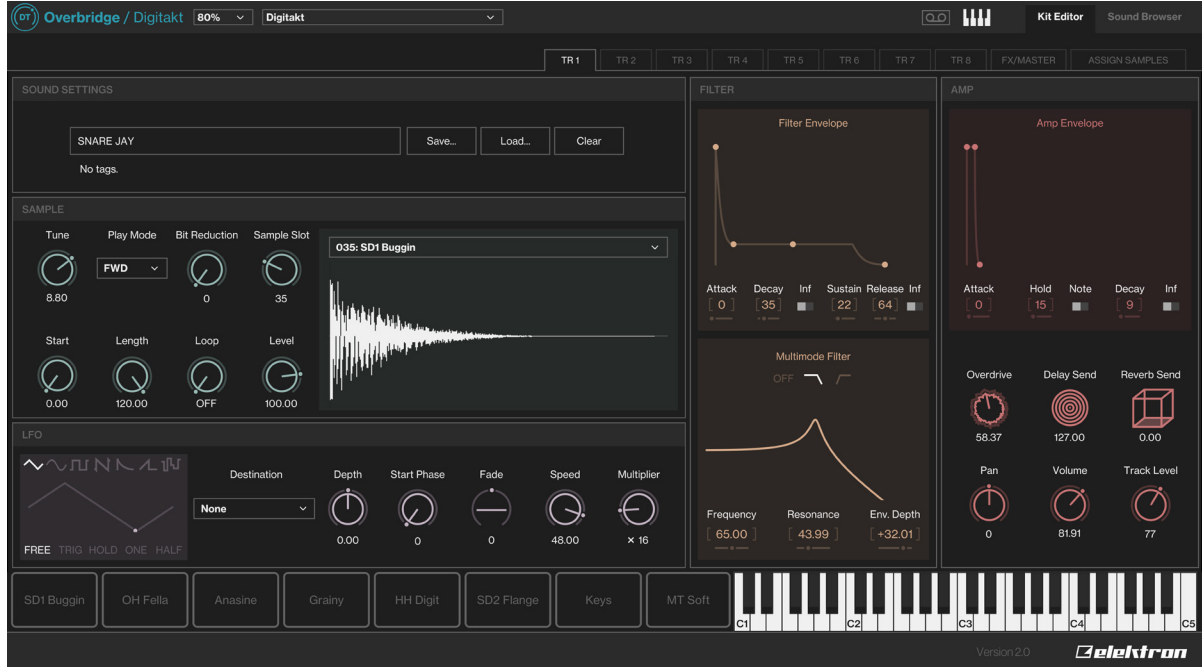 DT Overbridge / Digitakt 80% Digitakt Kit Editor Sound Browser
TR 1 TR 2 TR 3 TR 4 TR 5 TR 6 TR 7 TR 8 FX/MASTER ASSIGN SAMPLES
SOUND SETTINGS
SNARE JAY Save... Load... Clear
No tags.
SAMPLE
Tune Play Mode Bit Reduction Sample Slot
FWD
8.80 0 35
Start Length Loop Level
0.00 120.00 OFF 100.00
035: SD1 Buggin
LFO
FREE TRIG HOLD ONE HALF
Destination Depth Start Phase Fade Speed Multiplier
None
0.00 0 0 48.00 × 16
FILTER
Filter Envelope
Attack Decay Inf Sustain Release Inf
[ 0 ] [ 35 ] [ 22 ] [ 64 ]
Multimode Filter
OFF
Frequency Resonance Env. Depth
[ 65.00 ] [ 43.99 ] [ +32.01 ]
AMP
Amp Envelope
Attack Hold Note Decay Inf
[ 0 ] [ 15 ] [ 9 ]
Overdrive Delay Send Reverb Send
58.37 127.00 0.00
Pan Volume Track Level
0 81.91 77
SD1 Buggin OH Fella Anasine Grainy HH Digit SD2 Flange Keys MT Soft
C1 C2 C3 C4 C5
Version 2.0 elektron